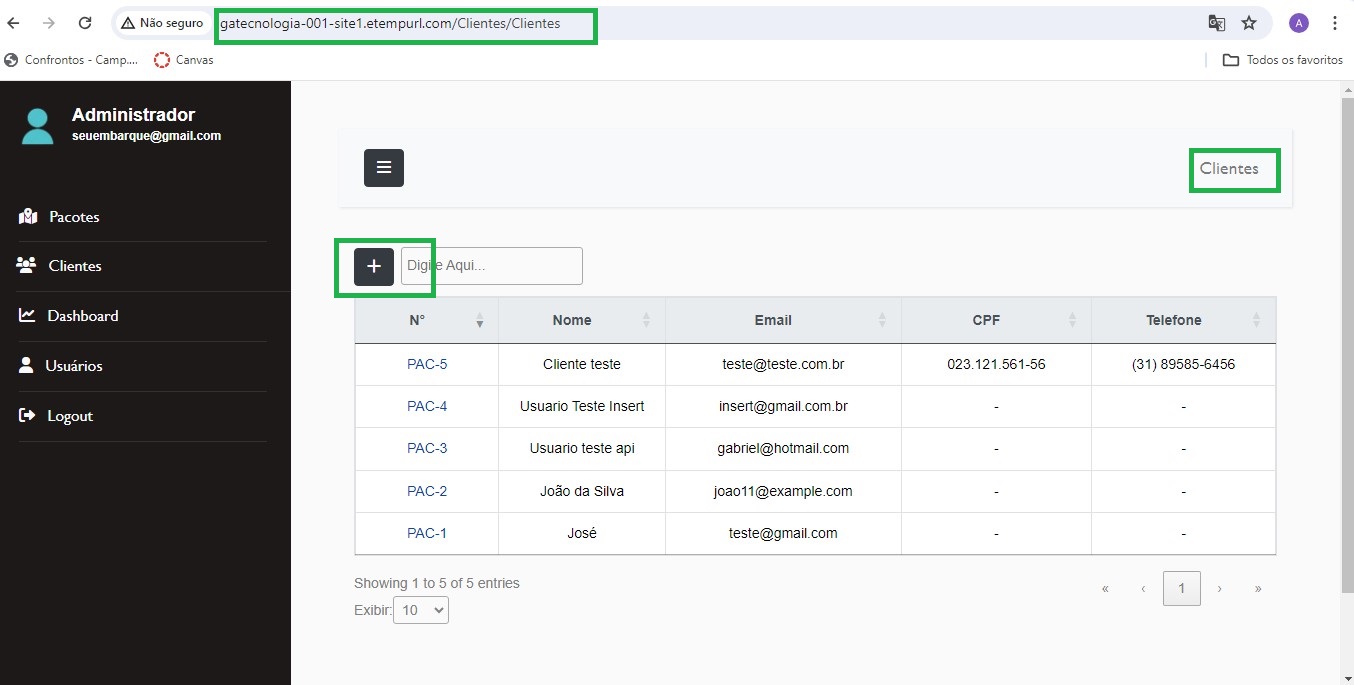 Não seguro gatecnologia-001-site1.etempurl.com/Clientes/Clientes A
Confrontos - Camp.... Canvas Todos os favoritos
Administrador
seuembarque@gmail.com
Pacotes
Clientes
Dashboard
Usuários
Logout
Clientes
+ Digite Aqui...
N° Nome Email CPF Telefone
PAC-5 Cliente teste teste@teste.com.br 023.121.561-56 (31) 89585-6456
PAC-4 Usuario Teste Insert insert@gmail.com.br - -
PAC-3 Usuario teste api gabriel@hotmail.com - -
PAC-2 João da Silva joao11@example.com - -
PAC-1 José teste@gmail.com - -
Showing 1 to 5 of 5 entries
« ‹ 1 › »
Exibir: 10